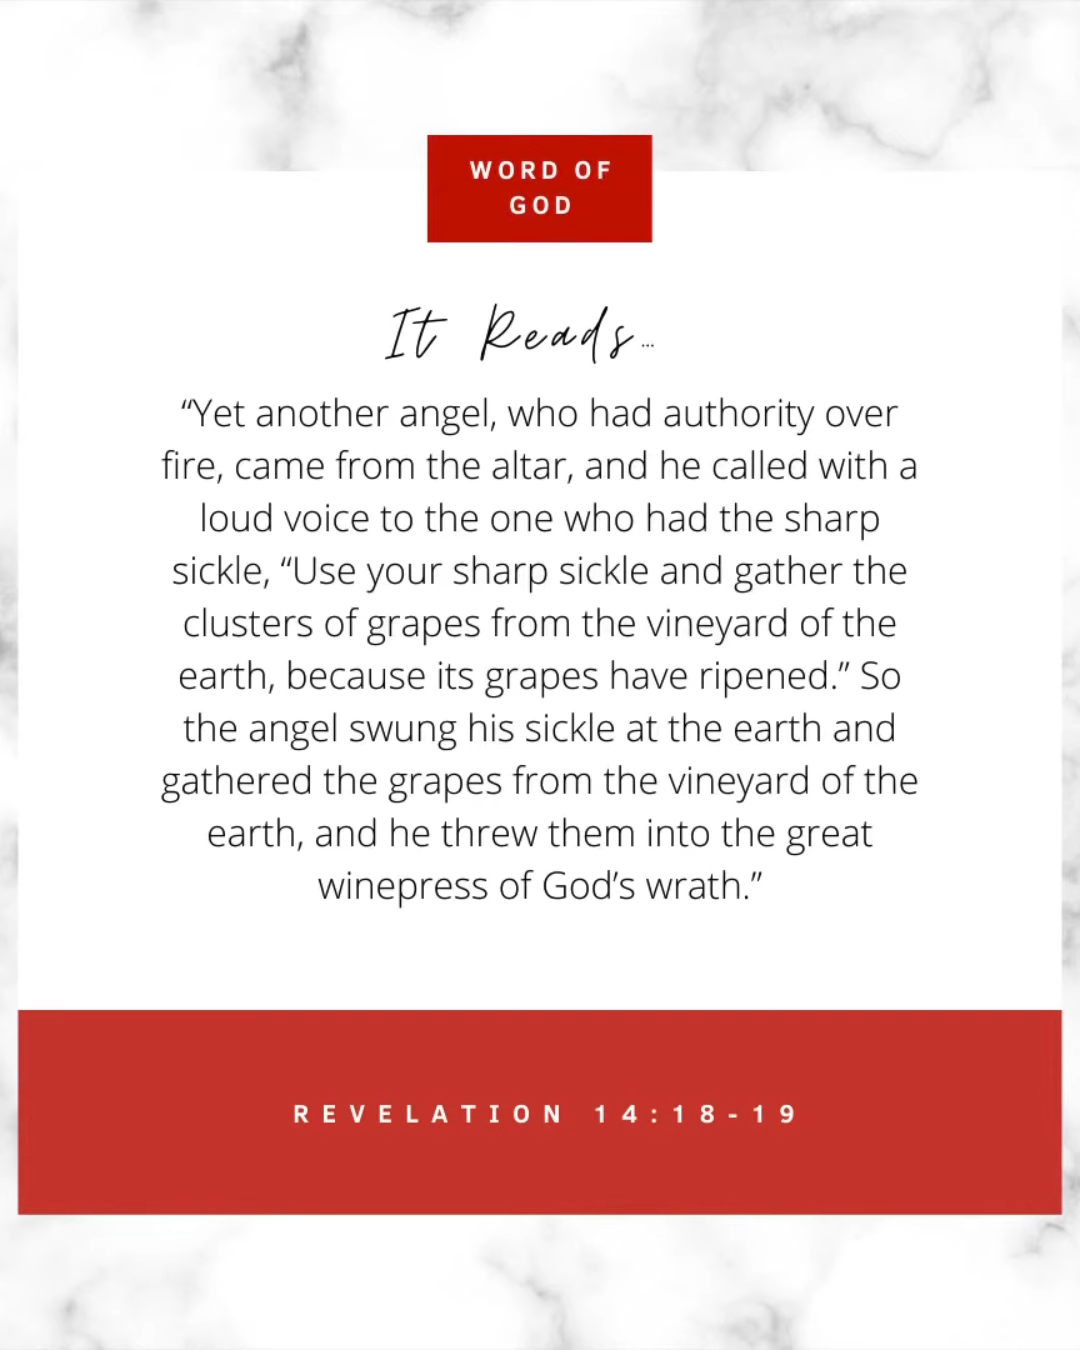 WORD OF
GOD
It Reads...
“Yet another angel, who had authority over
fire, came from the altar, and he called with a
loud voice to the one who had the sharp
sickle, “Use your sharp sickle and gather the
clusters of grapes from the vineyard of the
earth, because its grapes have ripened.” So
the angel swung his sickle at the earth and
gathered the grapes from the vineyard of the
earth, and he threw them into the great
winepress of God’s wrath.”
REVELATION 14:18-19